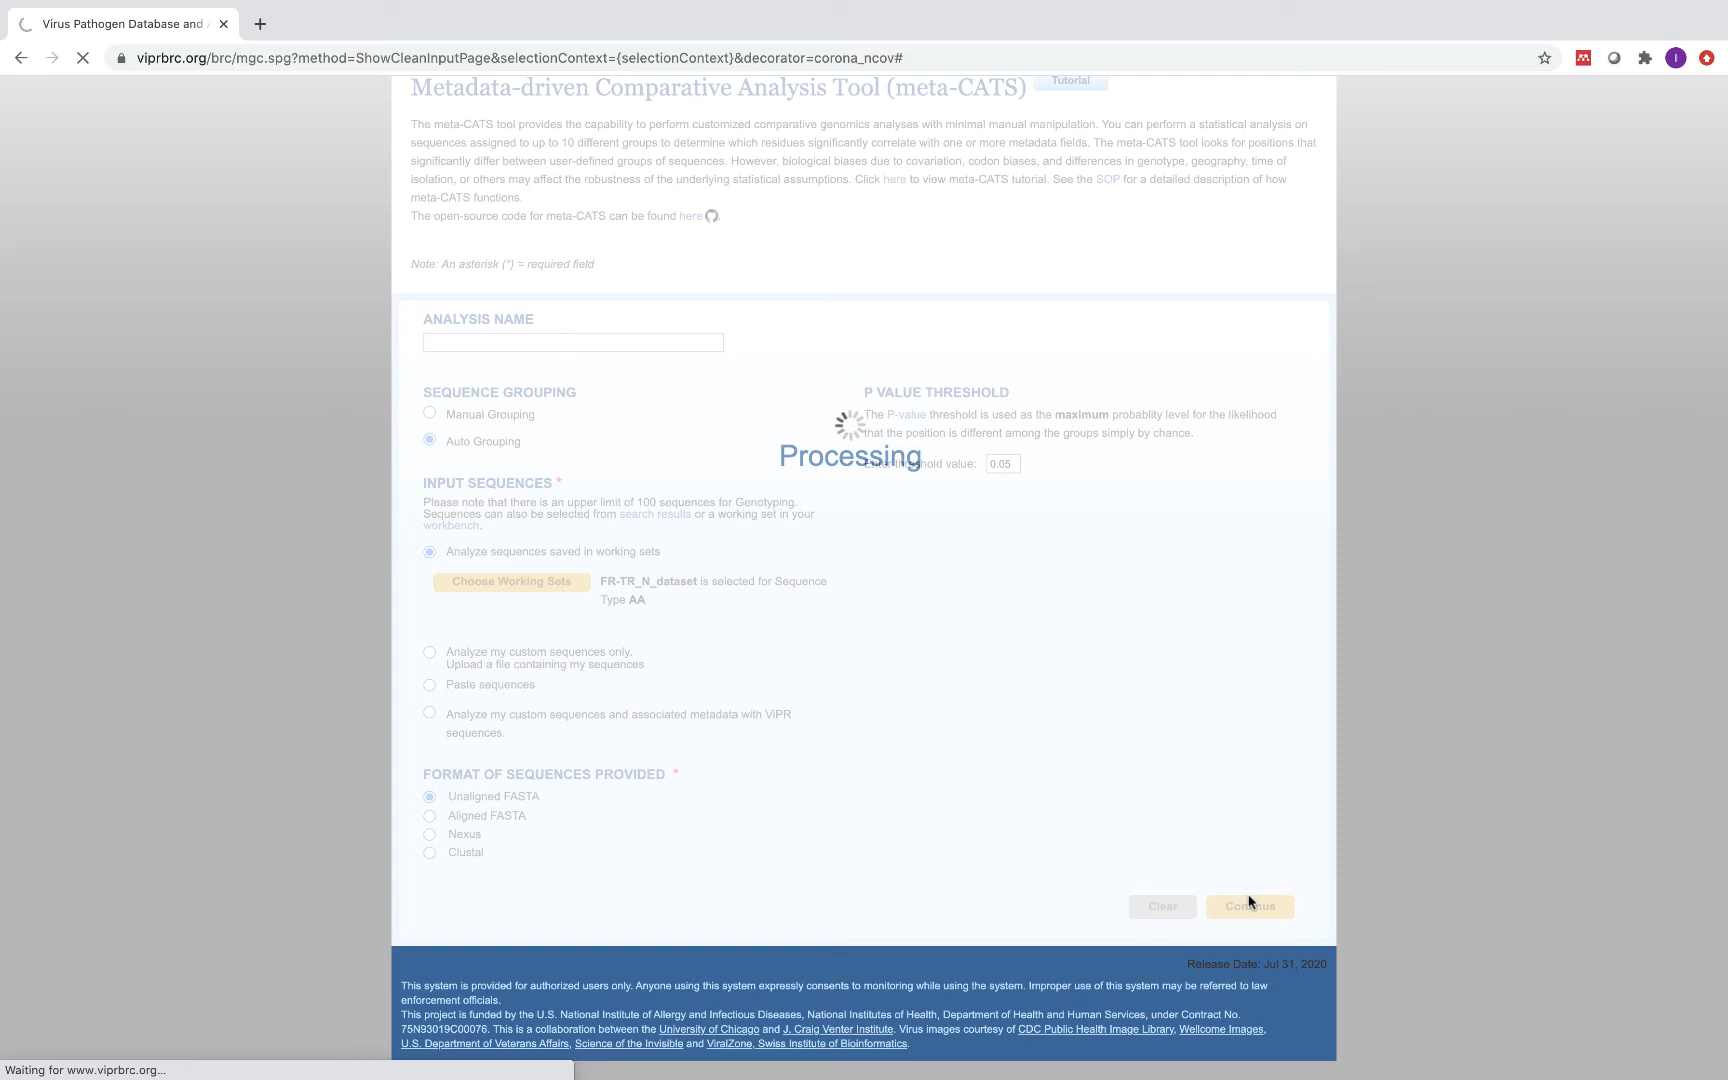 Virus Pathogen Database and
viprbrc.org/brc/mgc.spg?method=ShowCleanInputPage&selectionContext={selectionContext}&decorator=corona_ncov#
I
Metadata-driven Comparative Analysis Tool (meta-CATS)
Tutorial
The meta-CATS tool provides the capability to perform customized comparative genomics analyses with minimal manual manipulation. You can perform a statistical analysis on
sequences assigned to up to 10 different groups to determine which residues significantly correlate with one or more metadata fields. The meta-CATS tool looks for positions that
significantly differ between user-defined groups of sequences. However, biological biases due to covariation, codon biases, and differences in genotype, geography, time of
isolation, or others may affect the robustness of the underlying statistical assumptions. Click here to view meta-CATS tutorial. See the SOP for a detailed description of how
meta-CATS functions.
The open-source code for meta-CATS can be found here.
Note: An asterisk (*) = required field
ANALYSIS NAME
SEQUENCE GROUPING
Manual Grouping
Auto Grouping
P VALUE THRESHOLD
The P-value threshold is used as the maximum probablity level for the likelihood
that the position is different among the groups simply by chance.
Enter threshold value: 0.05
Processing
INPUT SEQUENCES *
Please note that there is an upper limit of 100 sequences for Genotyping.
Sequences can also be selected from search results or a working set in your
workbench.
Analyze sequences saved in working sets
Choose Working Sets
FR-TR_N_dataset is selected for Sequence
Type AA
Analyze my custom sequences only.
Upload a file containing my sequences
Paste sequences
Analyze my custom sequences and associated metadata with ViPR
sequences.
FORMAT OF SEQUENCES PROVIDED *
Unaligned FASTA
Aligned FASTA
Nexus
Clustal
Clear
Continue
Release Date: Jul 31, 2020
This system is provided for authorized users only. Anyone using this system expressly consents to monitoring while using the system. Improper use of this system may be referred to law
enforcement officials.
This project is funded by the U.S. National Institute of Allergy and Infectious Diseases, National Institutes of Health, Department of Health and Human Services, under Contract No.
75N93019C00076. This is a collaboration between the University of Chicago and J. Craig Venter Institute. Virus images courtesy of CDC Public Health Image Library, Wellcome Images,
U.S. Department of Veterans Affairs, Science of the Invisible and ViralZone, Swiss Institute of Bioinformatics.
Waiting for www.viprbrc.org...